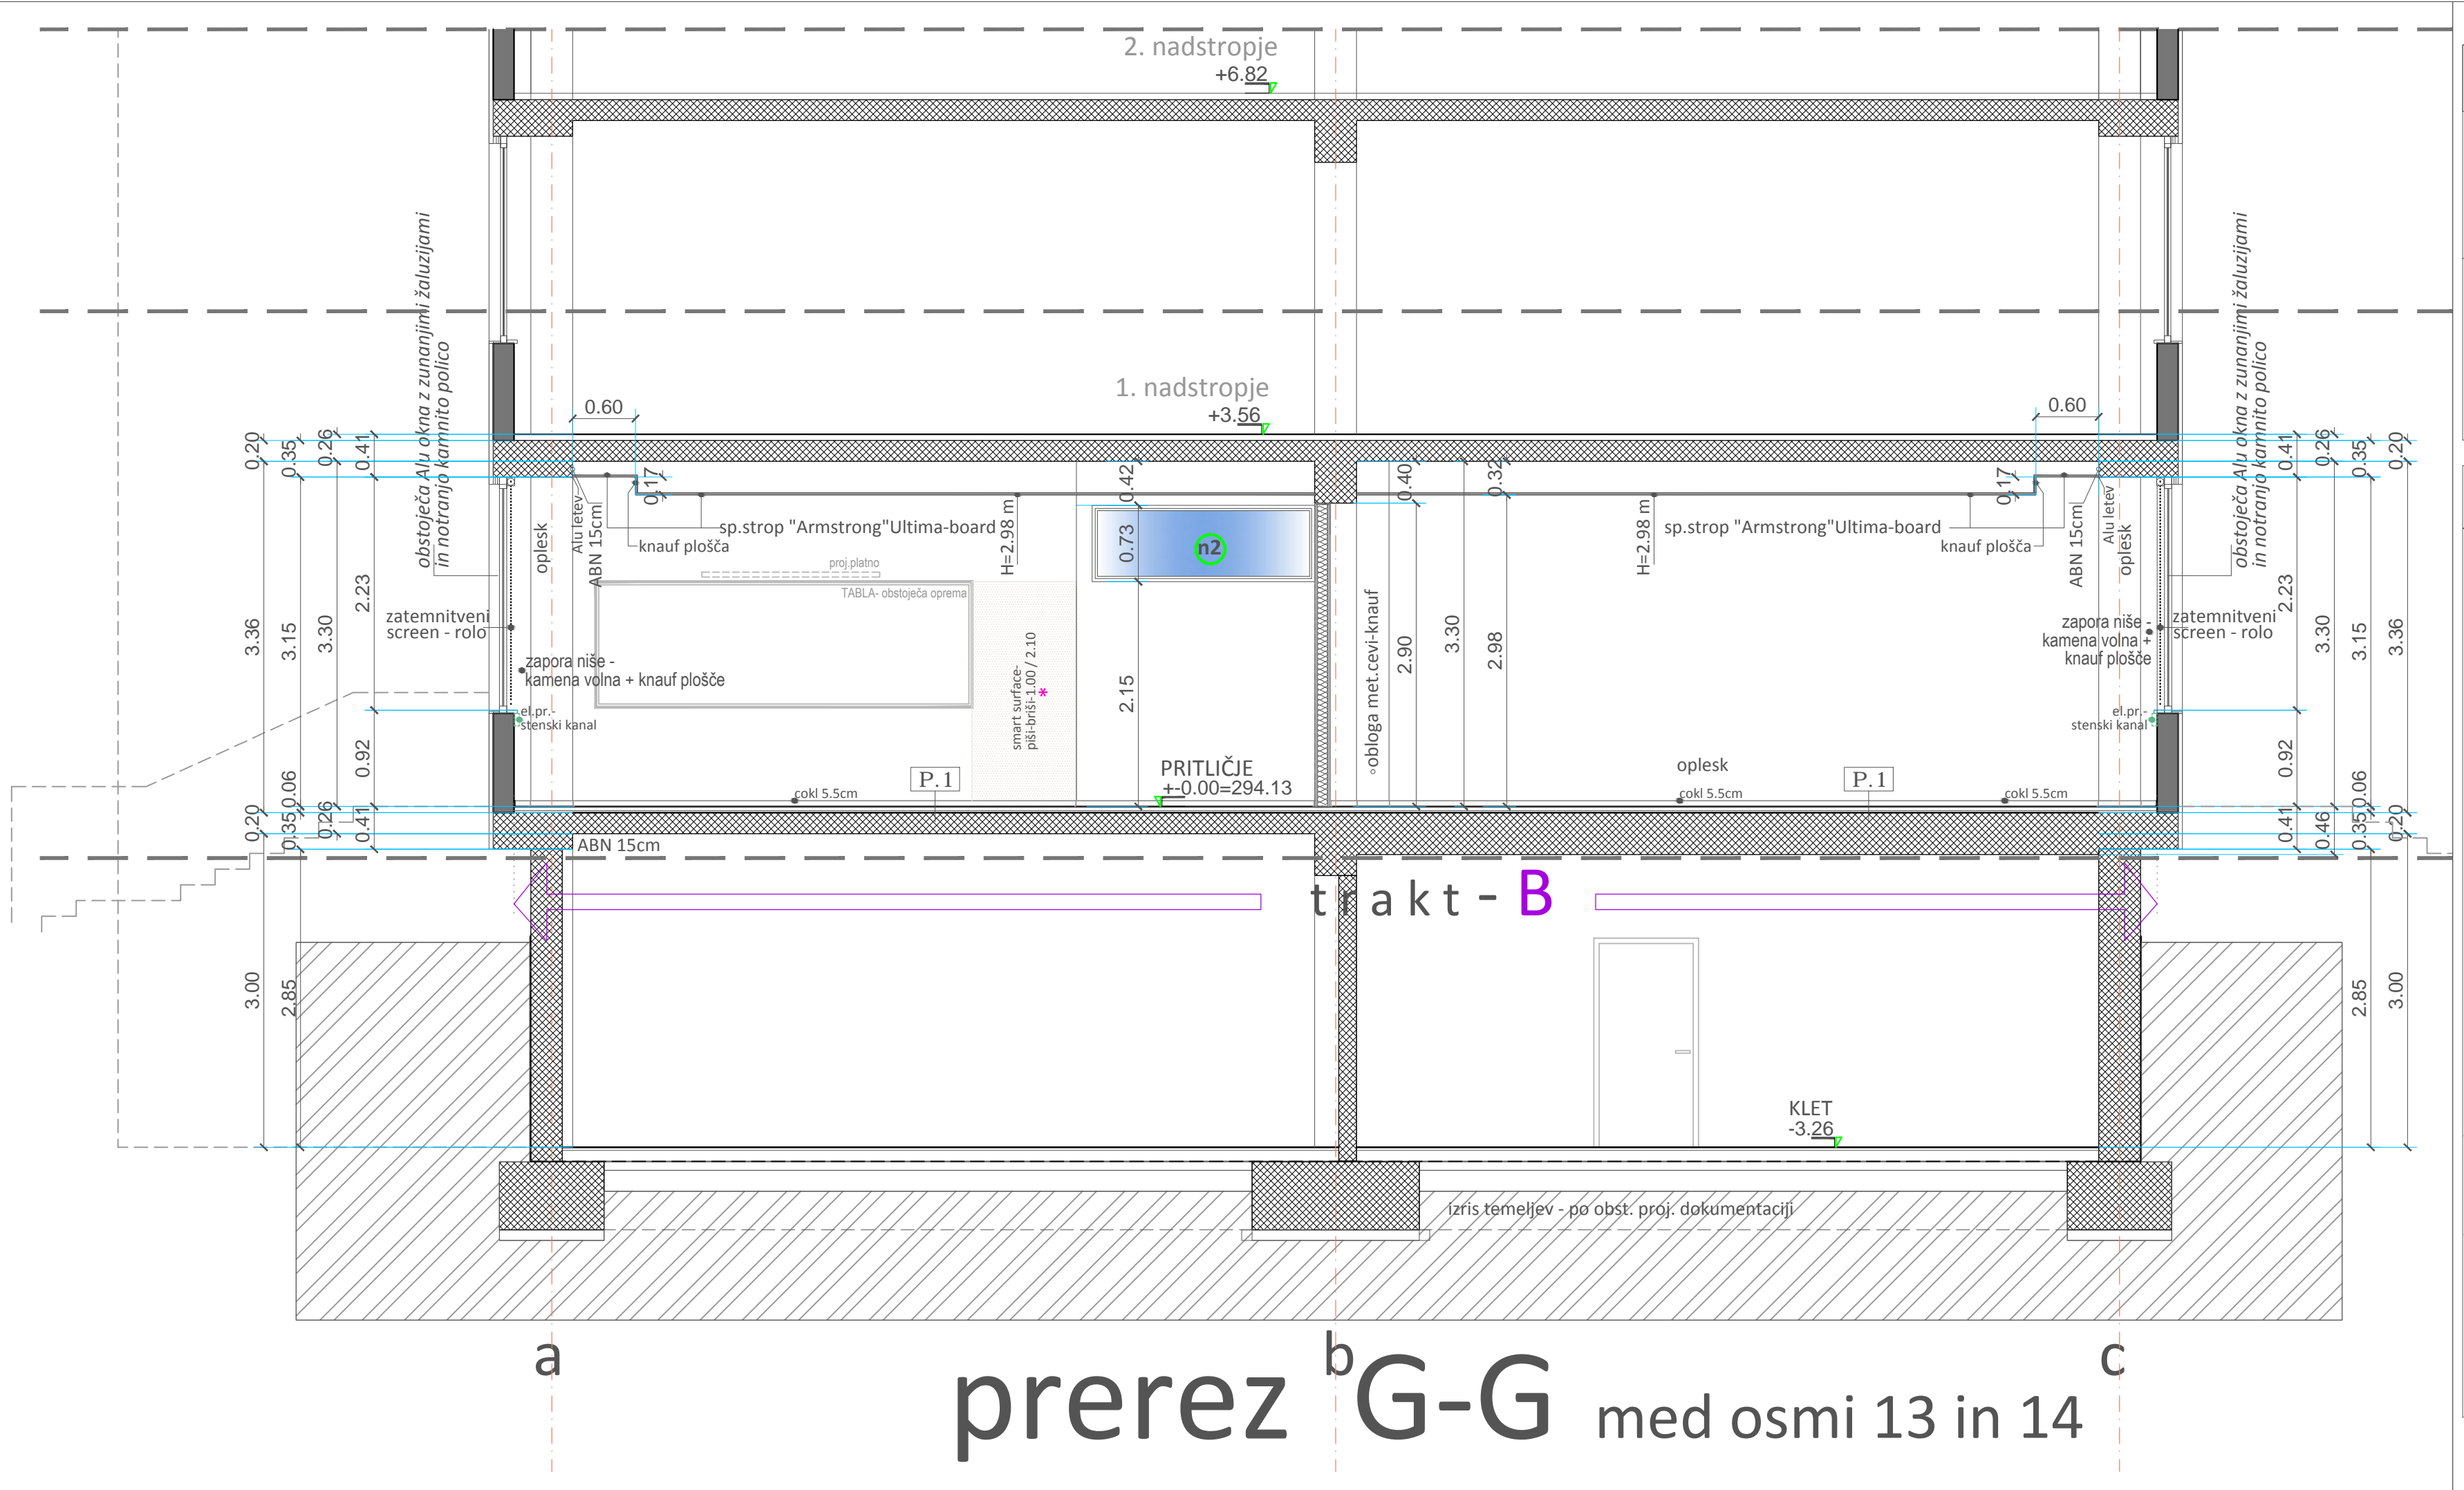 2. nadstropje
+6.82
obstoječa Alu okna z zunanjimi žaluzijami
in notranjo kamnito polico
obstoječa Alu okna z zunanjimi žaluzijami
in notranjo kamnito polico
1. nadstropje
+3.56
0.60
0.60
0.20
0.35
0.26
0.41
0.41
0.26
0.35
0.20
0.17
0.42
0.40
0.32
0.17
oplesk
Alu letev
ABN 15cm
sp.strop "Armstrong"Ultima-board
knauf plošča
H=2.98 m
0.73
n2
H=2.98 m
sp.strop "Armstrong"Ultima-board
knauf plošča
ABN 15cm
Alu letev
oplesk
proj.platno
TABLA- obstoječa oprema
zatemnitveni
screen - rolo
zapora niše -
kamena volna + knauf plošče
el.pr.-
stenski kanal
smart surface-
piši-briši-1.00 / 2.10
*
2.15
obloga met.cevi-knauf
2.90
3.30
2.98
zapora niše -
kamena volna +
knauf plošče
zatemnitveni
screen - rolo
el.pr.-
stenski kanal
3.36
3.15
3.30
2.23
2.23
3.30
3.15
3.36
0.92
0.92
PRITLIČJE
+-0.00=294.13
oplesk
P.1
P.1
cokl 5.5cm
cokl 5.5cm
cokl 5.5cm
0.06
0.06
0.20
0.35
0.26
0.41
0.41
0.46
0.35
0.20
ABN 15cm
trakt- B
3.00
2.85
2.85
3.00
KLET
-3.26
izris temeljev - po obst. proj. dokumentaciji
a
b
c
prerez G-G med osmi 13 in 14